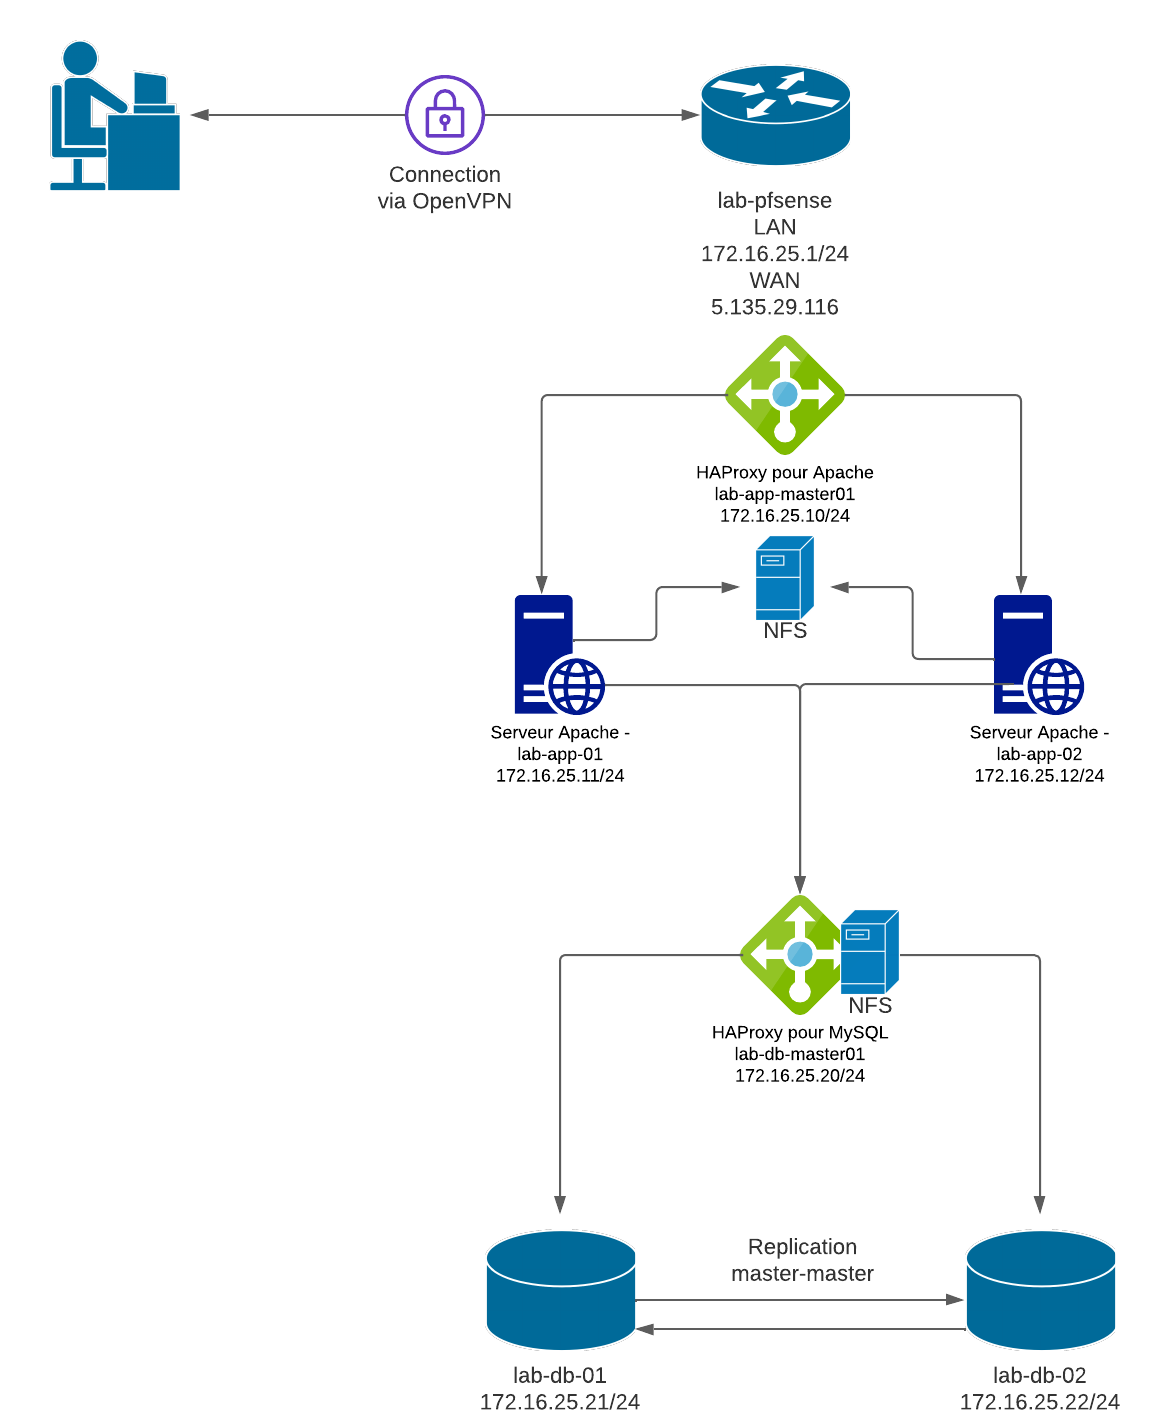 Connection
via OpenVPN
lab-pfsense
LAN
172.16.25.1/24
WAN
5.135.29.116
HAProxy pour Apache
lab-app-master01
172.16.25.10/24
NFS
Serveur Apache -
lab-app-01
172.16.25.11/24
Serveur Apache -
lab-app-02
172.16.25.12/24
NFS
HAProxy pour MySQL
lab-db-master01
172.16.25.20/24
Replication
master-master
lab-db-01
172.16.25.21/24
lab-db-02
172.16.25.22/24